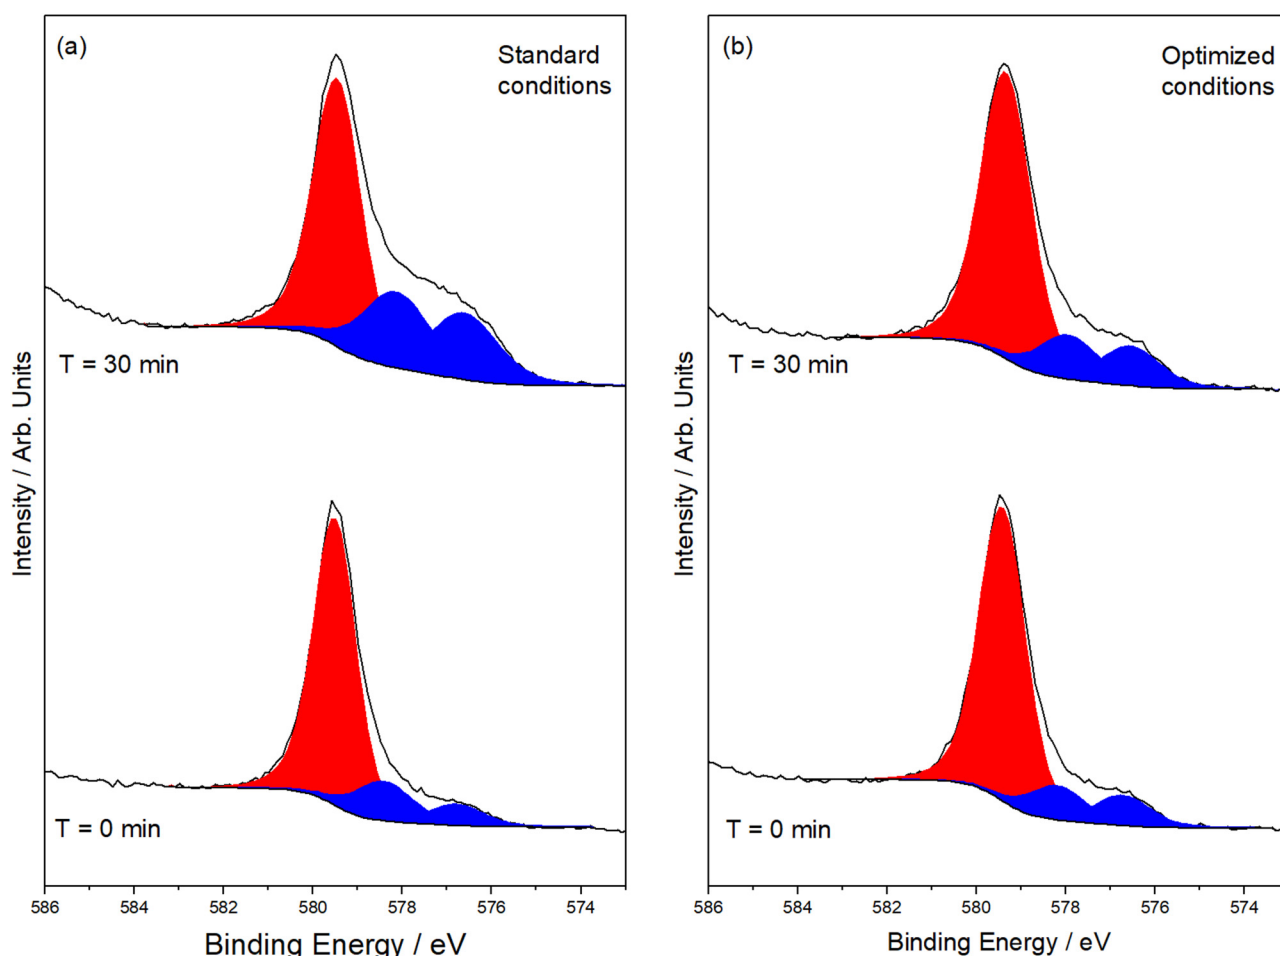 (a)
Standard
conditions
T = 30 min
T = 0 min
Intensity / Arb. Units
586 584 582 580 578 576 574
Binding Energy / eV
(b)
Optimized
conditions
T = 30 min
T = 0 min
Intensity / Arb. Units
586 584 582 580 578 576 574
Binding Energy / eV